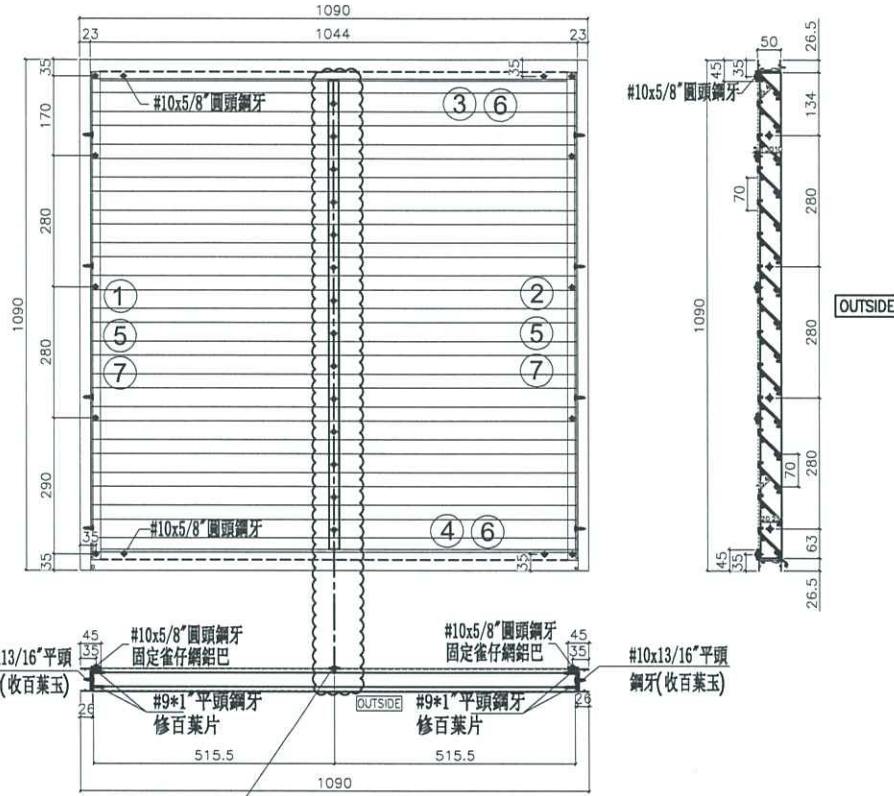 1090
23
1044
23
35
170
280
280
290
35
1090
#10x5/8"圓頭鋼牙
35
③ ⑥
① ②
⑤ ⑤
⑦ ⑦
35
#10x5/8"圓頭鋼牙
④ ⑥
35
50
26.5
45
35
#10x5/8"圓頭鋼牙
134
70
280
1090
280
OUTSIDE
280
70
45
35
63
26.5
45
35
#10x5/8"圓頭鋼牙
固定雀仔網鋁巴
#10x5/8"圓頭鋼牙
固定雀仔網鋁巴
45
35
13/16"平頭
(收百葉玉)
#10x13/16"平頭
鋼牙(收百葉玉)
26
#9*1"平頭鋼牙
修百葉片
OUTSIDE
#9*1"平頭鋼牙
修百葉片
26
515.5
515.5
1090